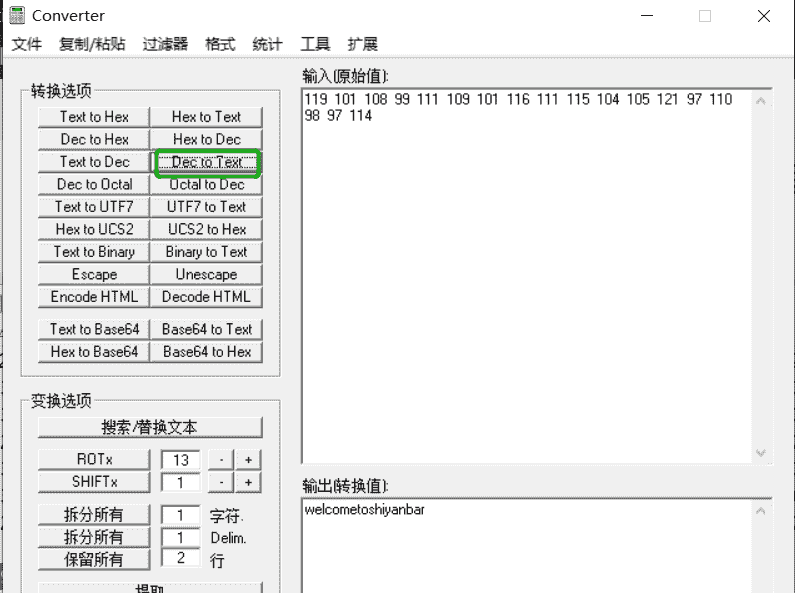 Converter
文件 复制/粘贴 过滤器 格式 统计 工具 扩展
转换选项
Text to Hex Hex to Text
Dec to Hex Hex to Dec
Text to Dec Dec to Text
Dec to Octal Octal to Dec
Text to UTF7 UTF7 to Text
Hex to UCS2 UCS2 to Hex
Text to Binary Binary to Text
Escape Unescape
Encode HTML Decode HTML
Text to Base64 Base64 to Text
Hex to Base64 Base64 to Hex
变换选项
搜索/替换文本
ROTx 13 - +
SHIFTx 1 - +
拆分所有 1 字符.
拆分所有 1 Delim.
保留所有 2 行
提取
输入(原始值):
119 101 108 99 111 109 101 116 111 115 104 105 121 97 110
98 97 114
输出(转换值):
welcometoshiyanbar